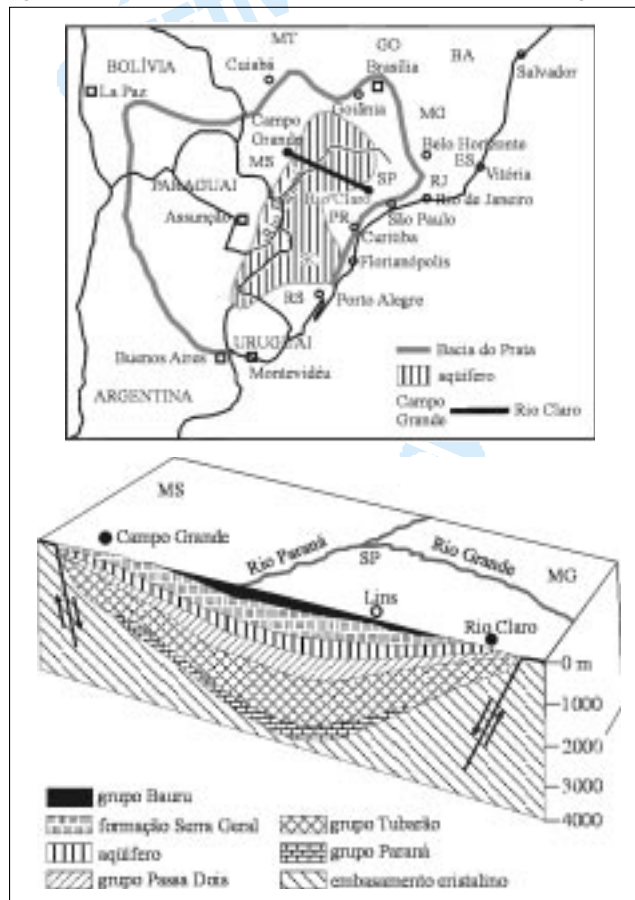 MT
GO
BA
BOLÍVIA
Cuiabá
Brasília
Salvador
La Paz
Goiânia
Campo
Grande
MG
Belo Horizonte
MS
ES
Vitória
PARAGUAI
SP
RJ
Rio Claro
Rio de Janeiro
Assunção
São Paulo
PR
Curitiba
Florianópolis
RS
Porto Alegre
URUGUAI
Buenos Aires
Montevidéu
ARGENTINA
Bacia do Prata
aqüífero
Campo
Grande
Rio Claro
MS
Campo Grande
Rio Paraná
SP
Rio Grande
MG
Lins
Rio Claro
0 m
1000
2000
3000
4000
grupo Bauru
formação Serra Geral
grupo Tubarão
aqüífero
grupo Paraná
grupo Passa Dois
embasamento cristalino